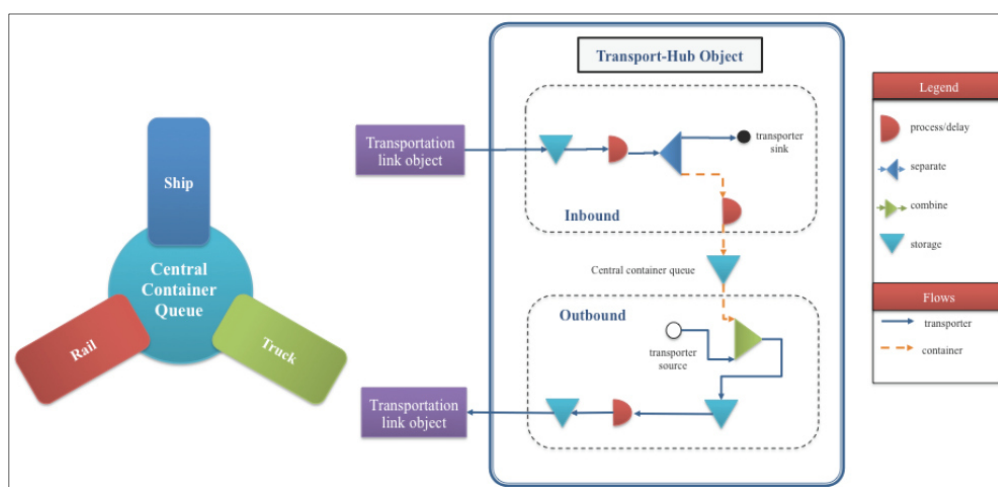 Ship
Central
Container
Queue
Rail
Truck
Transport-Hub Object
Transportation
link object
transporter
sink
Inbound
Central container queue
Outbound
transporter
source
Transportation
link object
Legend
process/delay
separate
combine
storage
Flows
transporter
container